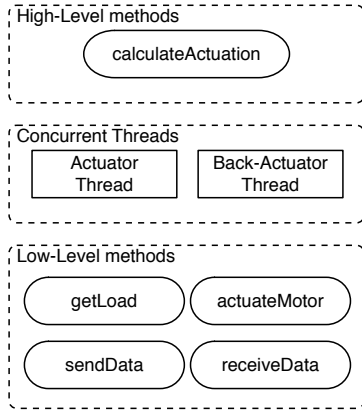 High-Level methods
calculateActuation
Concurrent Threads
Actuator
Thread
Back-Actuator
Thread
Low-Level methods
getLoad
actuateMotor
sendData
receiveData